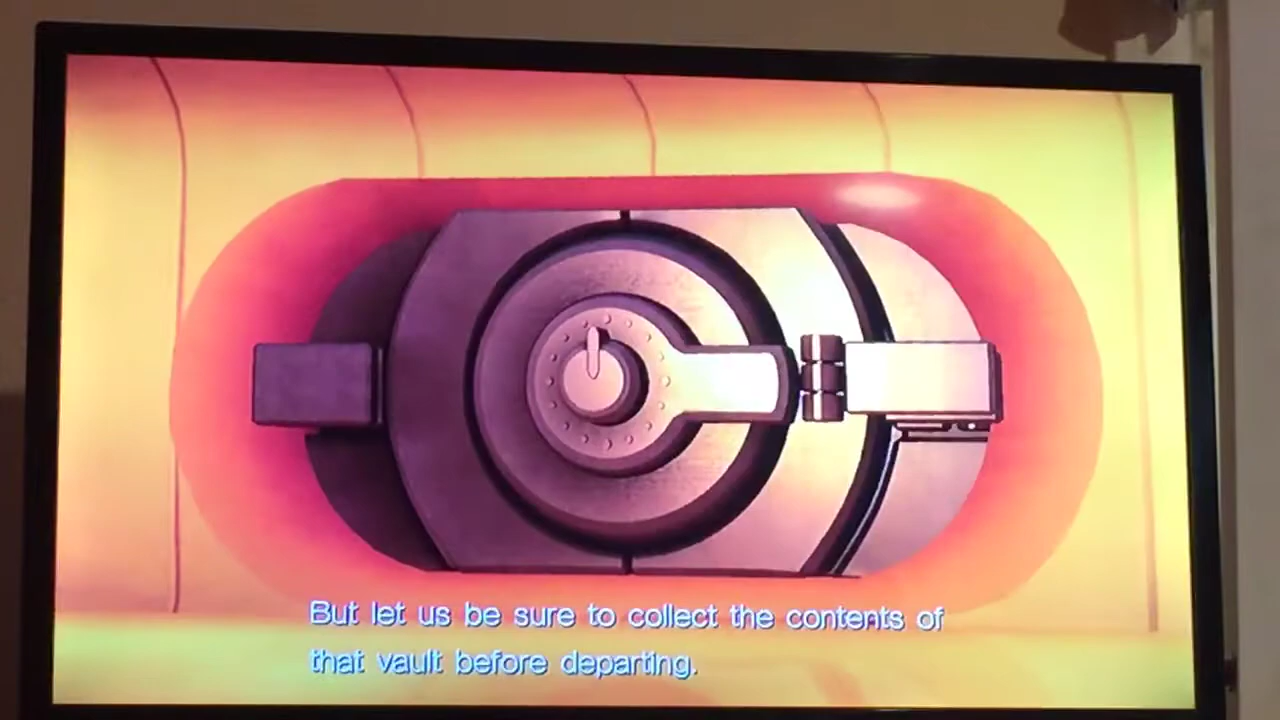 But let us be sure to collect the contents of
that vault before departing.